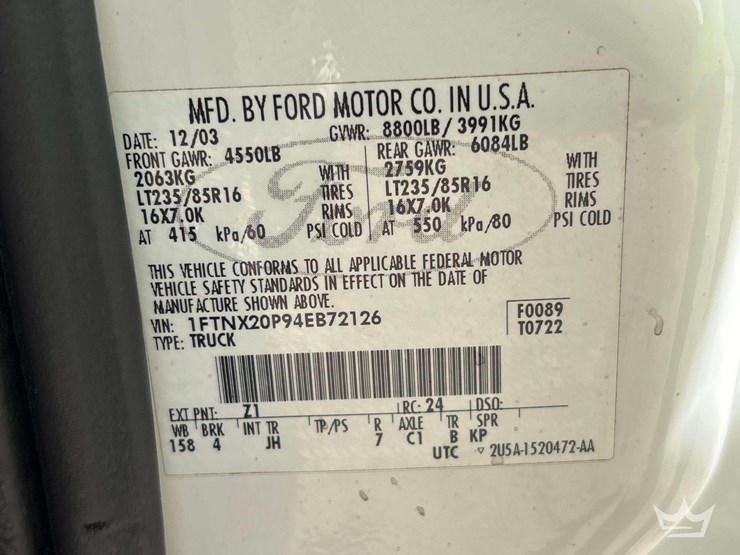 MFD. BY FORD MOTOR CO. IN U.S.A.
DATE: 12/03 GVWR: 8800LB/ 3991KG
FRONT GAWR: 4550LB REAR GAWR: 6084LB
2063KG WITH 2759KG WITH
LT235/85R16 TIRES LT235/85R16 TIRES
16X7.0K RIMS 16X7.0K RIMS
AT 415 kPa/60 PSI COLD AT 550 kPa/80 PSI COLD
Ford
THIS VEHICLE CONFORMS TO ALL APPLICABLE FEDERAL MOTOR
VEHICLE SAFETY STANDARDS IN EFFECT ON THE DATE OF
MANUFACTURE SHOWN ABOVE.
VIN: 1FTNX20P94EB72126 F0089
TYPE: TRUCK T0722
EXT PNT: Z1 RC: 24 DSO:
WB BRK INT TR TP/PS R AXLE TR SPR
158 4 JH 7 C1 B KP
UTC ▽ 2U5A-1520472-AA